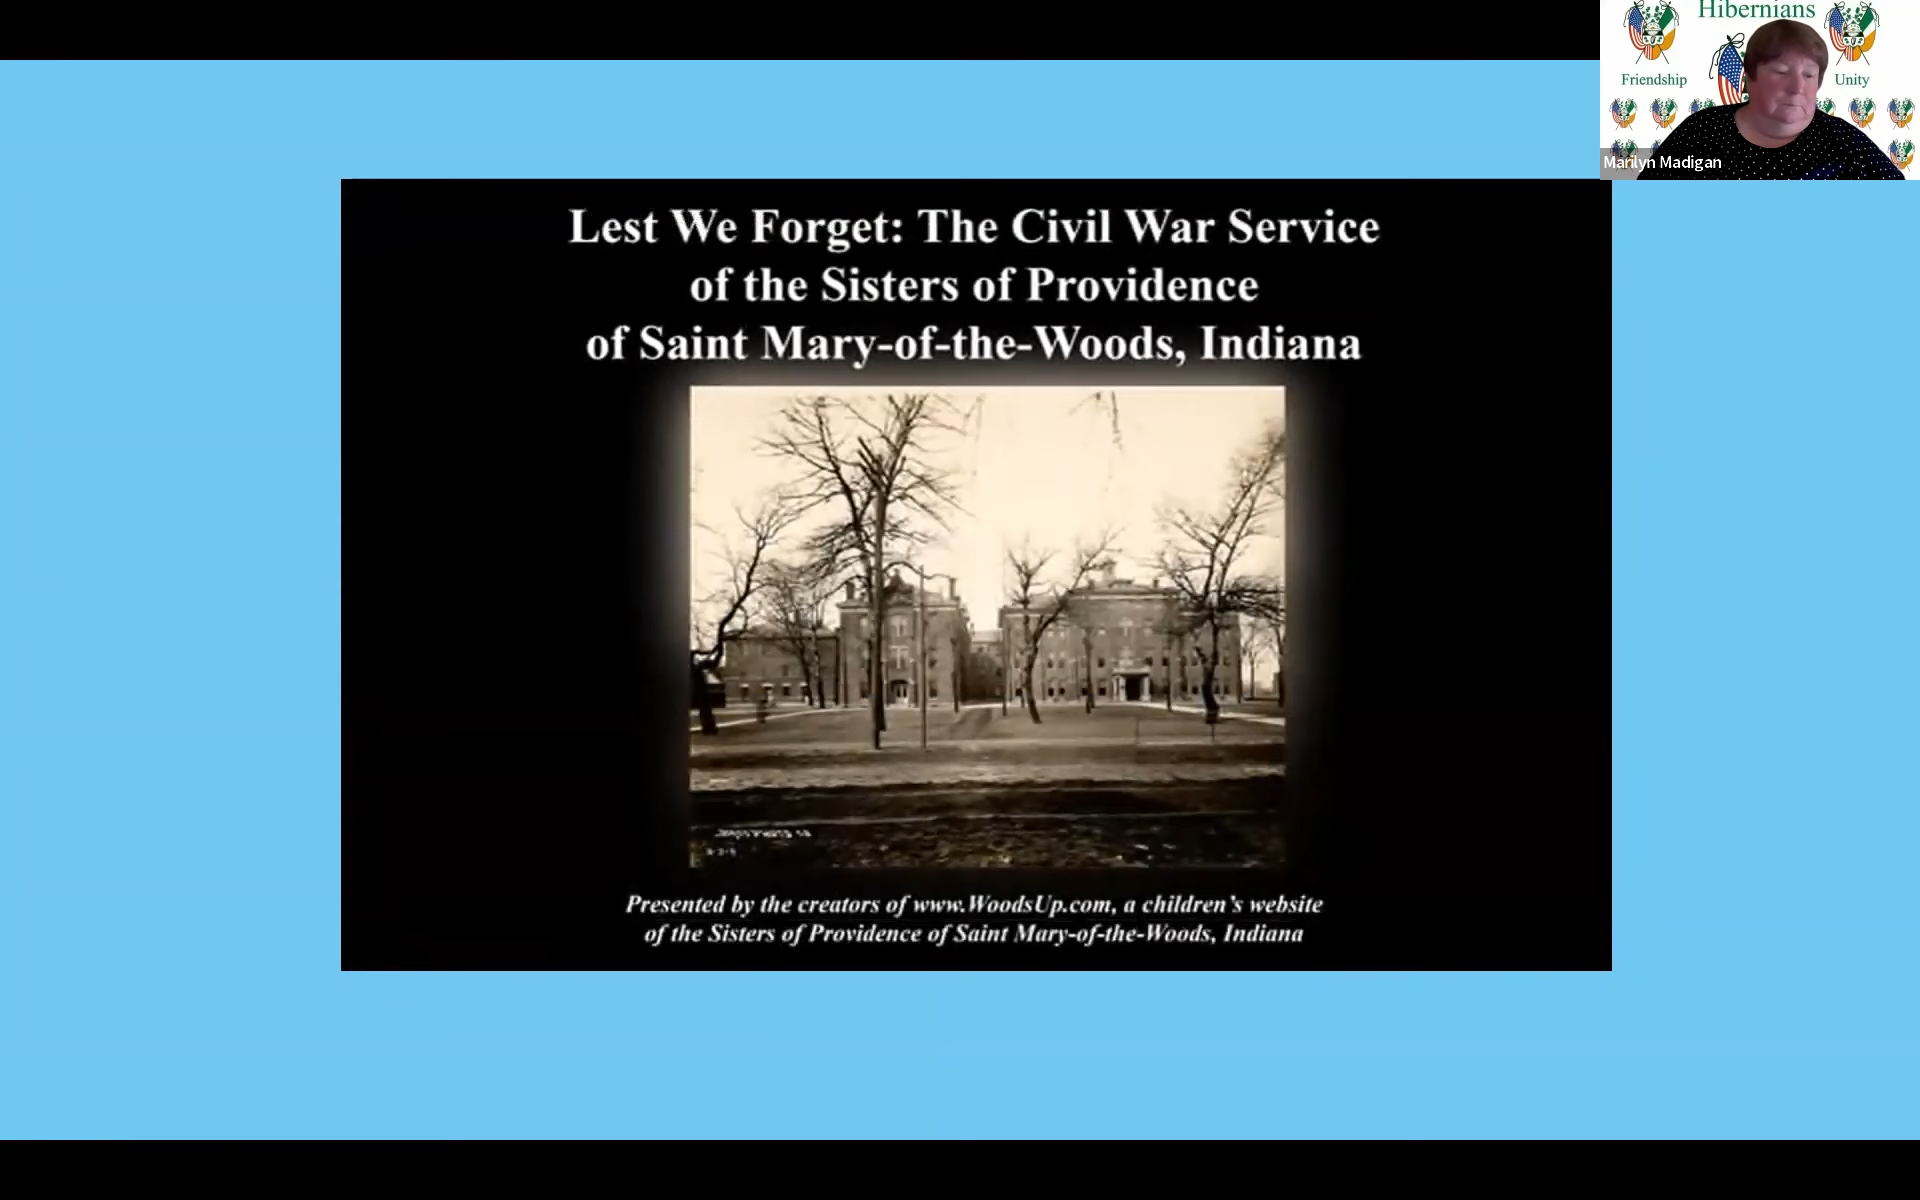 Lest We Forget: The Civil War Service
of the Sisters of Providence
of Saint Mary-of-the-Woods, Indiana
Presented by the creators of www.WoodsUp.com, a children's website
of the Sisters of Providence of Saint Mary-of-the-Woods, Indiana
Hibernians
Friendship
Unity
Marilyn Madigan